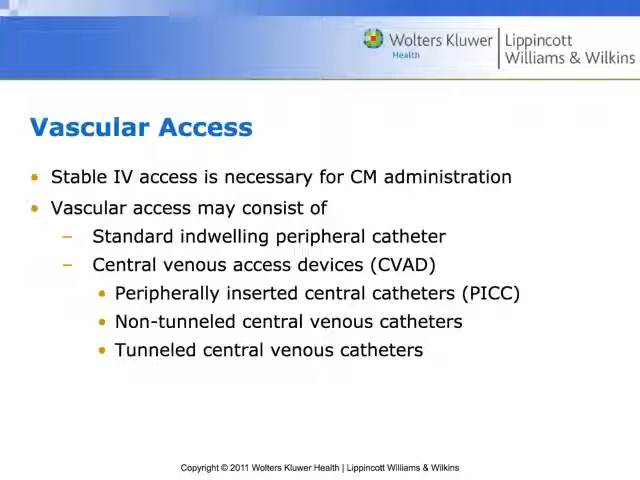 Wolters Kluwer
Health
Lippincott
Williams & Wilkins
Vascular Access
• Stable IV access is necessary for CM administration
• Vascular access may consist of
– Standard indwelling peripheral catheter
– Central venous access devices (CVAD)
• Peripherally inserted central catheters (PICC)
• Non-tunneled central venous catheters
• Tunneled central venous catheters
Copyright © 2011 Wolters Kluwer Health | Lippincott Williams & Wilkins